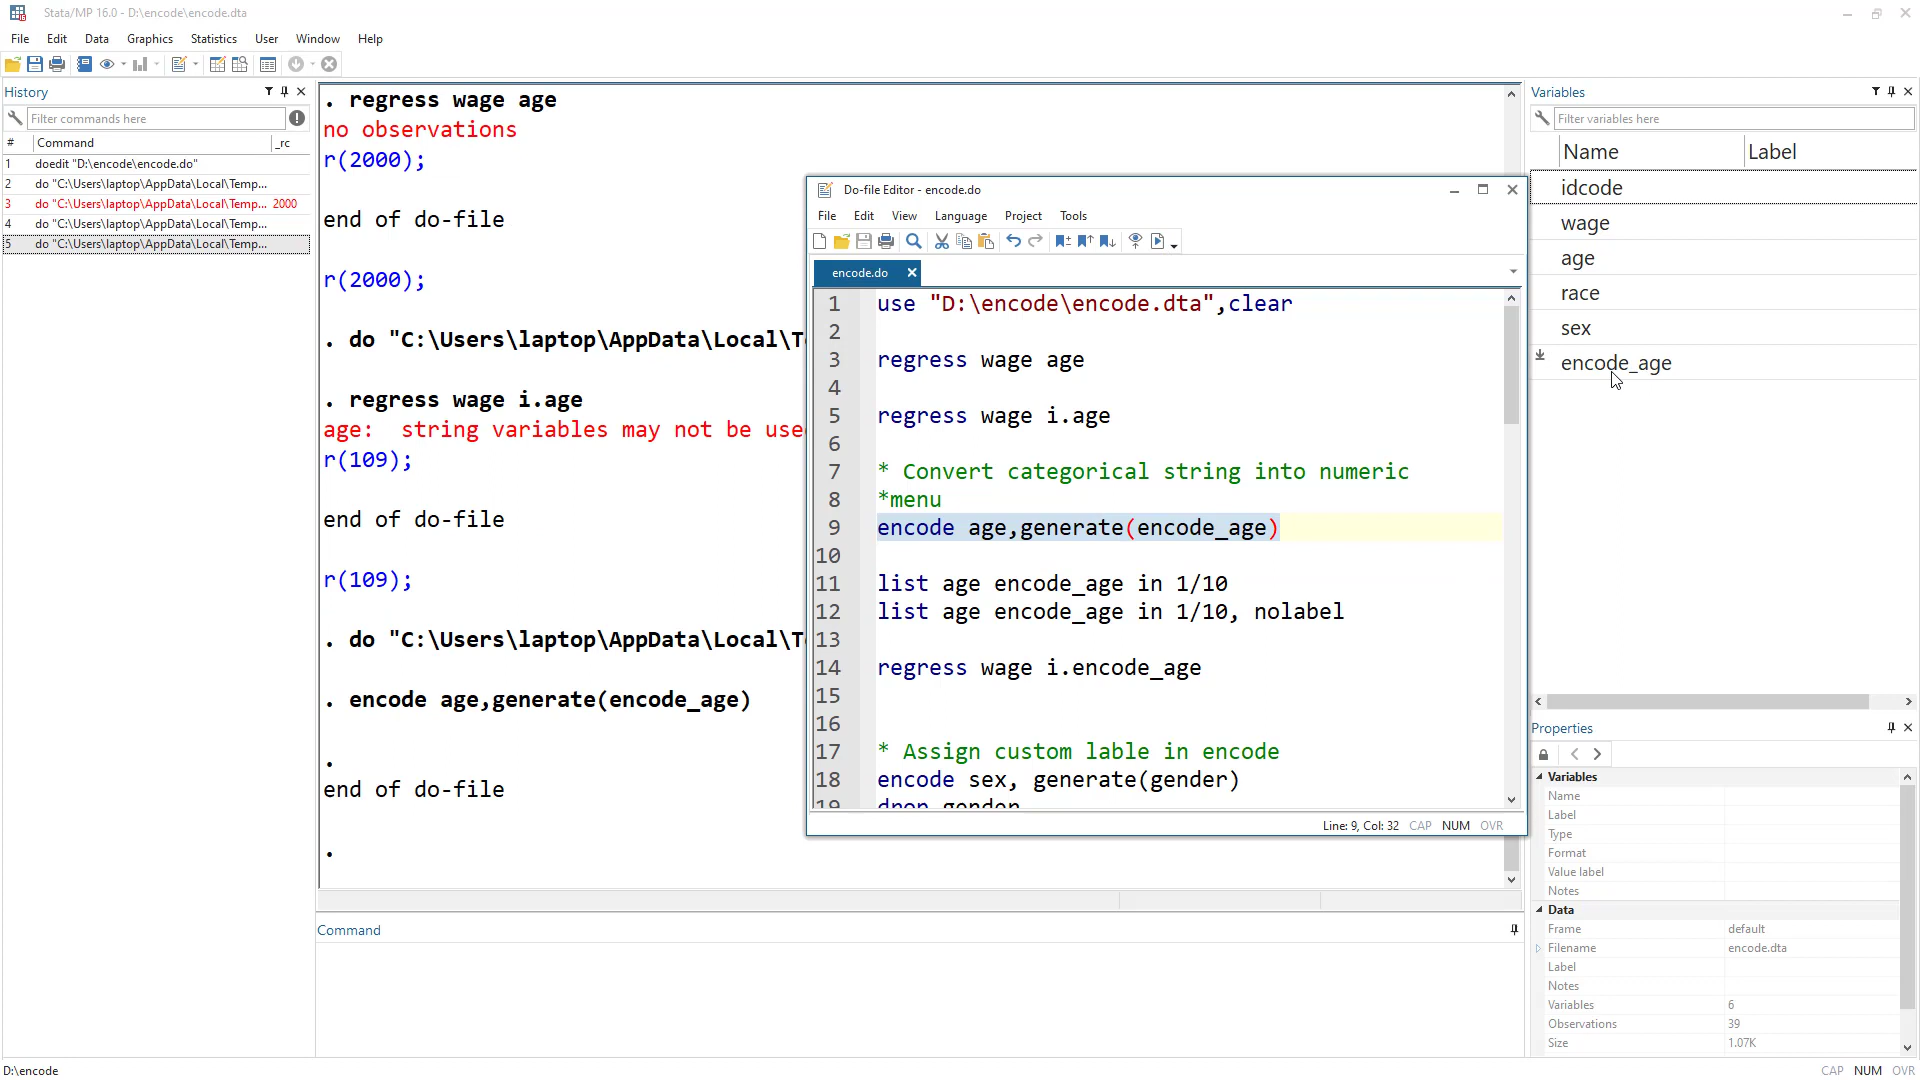 Stata/MP 16.0 - D:\encode\encode.dta
File Edit Data Graphics Statistics User Window Help
History
Filter commands here
# Command _rc
1 doedit "D:\encode\encode.do"
2 do "C:\Users\laptop\AppData\Local\Temp...
3 do "C:\Users\laptop\AppData\Local\Temp... 2000
4 do "C:\Users\laptop\AppData\Local\Temp...
5 do "C:\Users\laptop\AppData\Local\Temp...
. regress wage age
no observations
r(2000);
end of do-file
r(2000);
. do "C:\Users\laptop\AppData\Local\T
. regress wage i.age
age:  string variables may not be use
r(109);
end of do-file
r(109);
. do "C:\Users\laptop\AppData\Local\T
. encode age,generate(encode_age)
.
end of do-file
.
Command
Do-file Editor - encode.do
File Edit View Language Project Tools
encode.do
1 use "D:\encode\encode.dta",clear
2
3 regress wage age
4
5 regress wage i.age
6
7 * Convert categorical string into numeric
8 *menu
9 encode age,generate(encode_age)
10
11 list age encode_age in 1/10
12 list age encode_age in 1/10, nolabel
13
14 regress wage i.encode_age
15
16
17 * Assign custom lable in encode
18 encode sex, generate(gender)
19 drop gender
Line: 9, Col: 32 CAP NUM OVR
Variables
Filter variables here
Name Label
idcode
wage
age
race
sex
encode_age
Properties
Variables
Name
Label
Type
Format
Value label
Notes
Data
Frame default
Filename encode.dta
Label
Notes
Variables 6
Observations 39
Size 1.07K
D:\encode
CAP NUM OVR